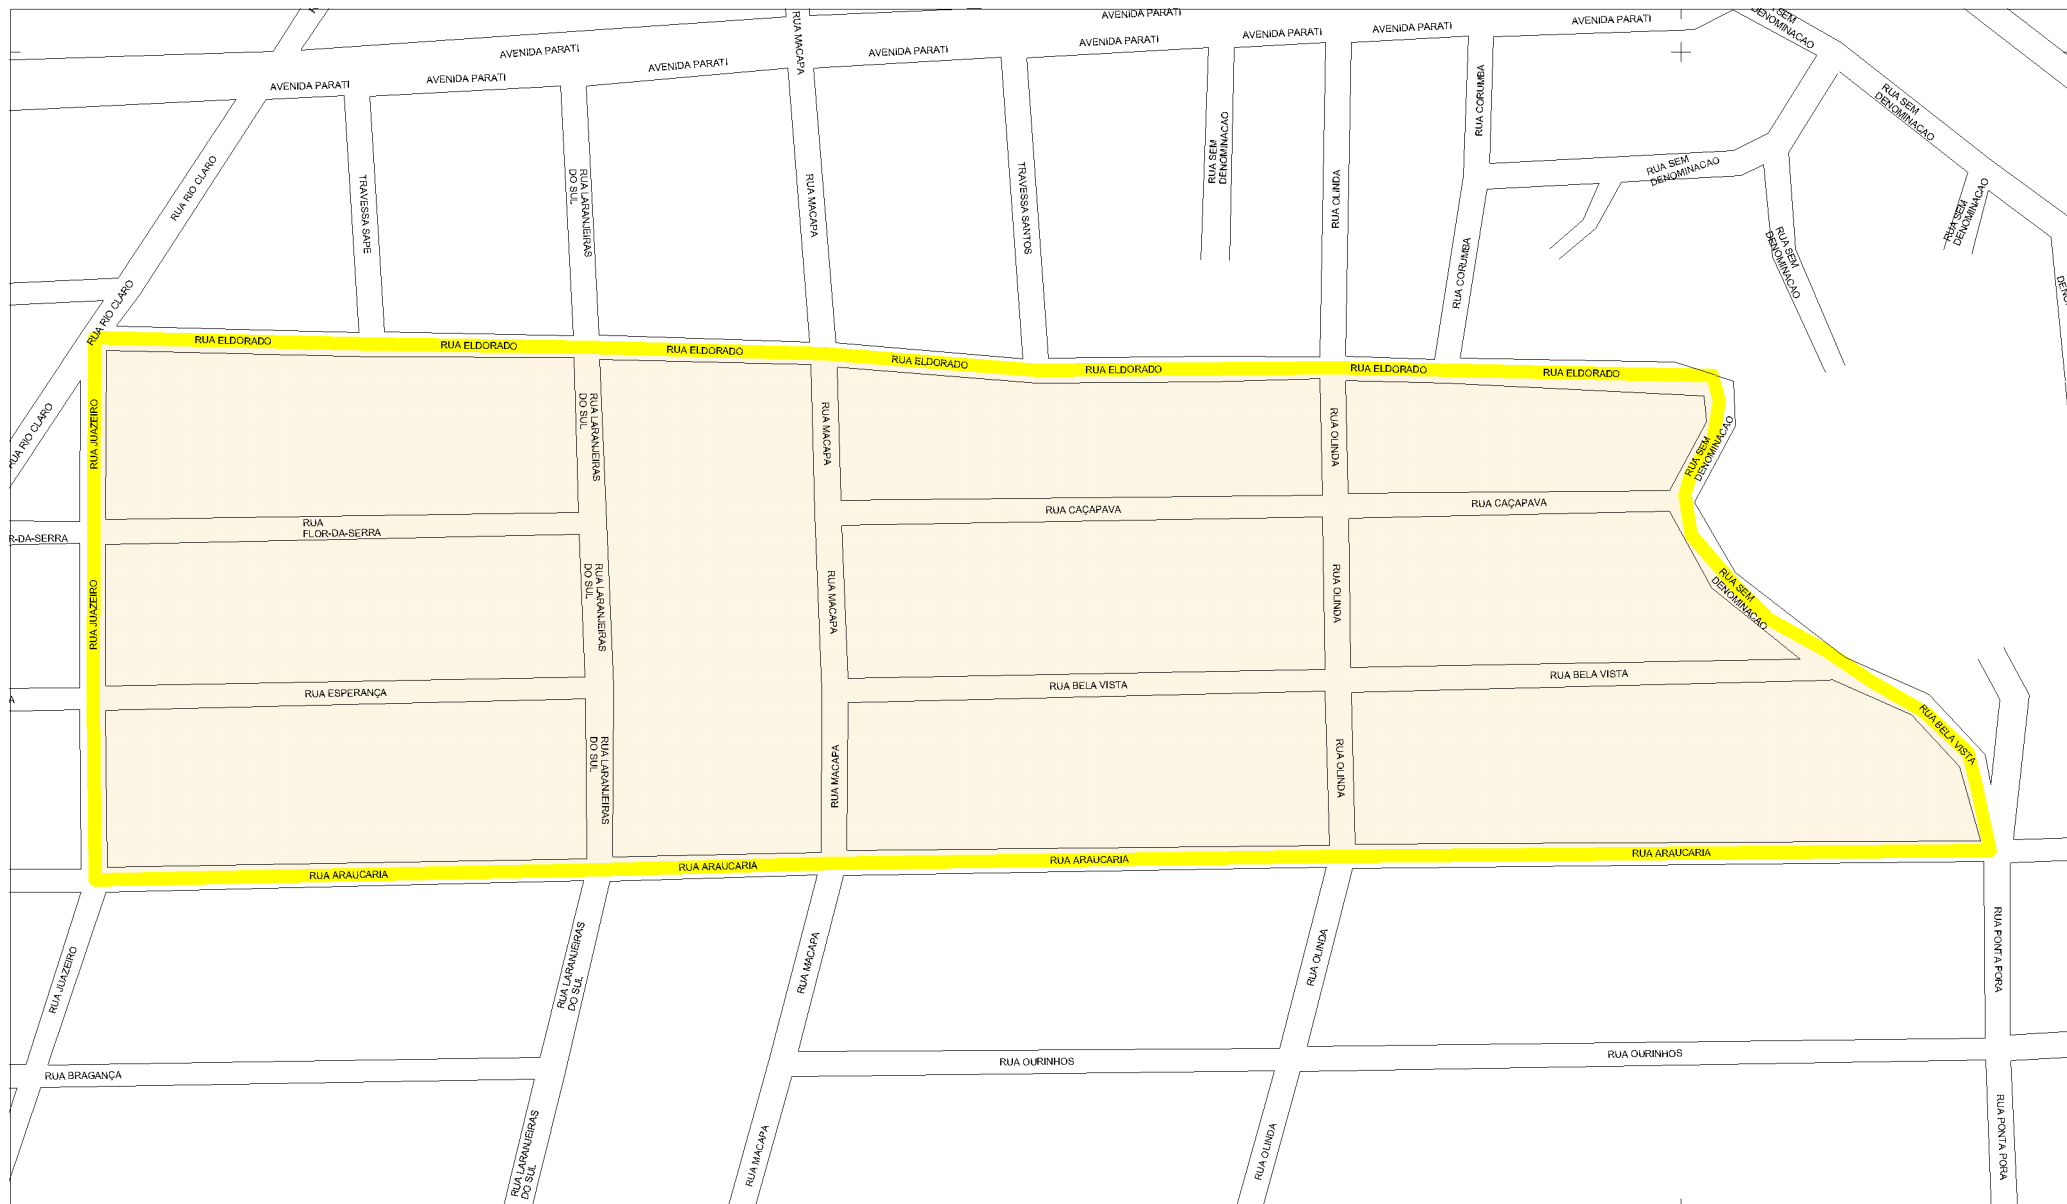 AVENIDA PARATI
RUA SEM
DENOMINACAO
AVENIDA PARATI
AVENIDA PARATI
AVENIDA PARATI
AVENIDA PARATI
AVENIDA PARATI
AVENIDA PARATI
AVENIDA PARATI
AVENIDA PARATI
AVENIDA PARATI
AVENIDA PARATI
RUA MACAPA
RUA CORUMBA
RUA SEM
DENOMINACAO
RUA RIO CLARO
TRAVESSA SAPE
RUA LARANJEIRAS
DO SUL
RUA MACAPA
TRAVESSA SANTOS
RUA SEM
DENOMINACAO
RUA OLINDA
RUA SEM
DENOMINACAO
RUA SEM
DENOMINACAO
RUA SEM
DENOMINACAO
RUA CORUMBA
RUA RIO CLARO
RUA ELDORADO
RUA ELDORADO
RUA ELDORADO
RUA ELDORADO
RUA ELDORADO
RUA ELDORADO
RUA ELDORADO
RUA RIO CLARO
RUA JUAZEIRO
RUA LARANJEIRAS
DO SUL
RUA MACAPA
RUA OLINDA
RUA SEM
DENOMINACAO
RUA CAÇAPAVA
RUA CAÇAPAVA
RUA
FLOR-DA-SERRA
R-DA-SERRA
RUA JUAZEIRO
RUA LARANJEIRAS
DO SUL
RUA MACAPA
RUA OLINDA
RUA SEM
DENOMINACAO
RUA ESPERANÇA
A
RUA BELA VISTA
RUA BELA VISTA
RUA BELA VISTA
RUA LARANJEIRAS
DO SUL
RUA MACAPA
RUA OLINDA
RUA ARAUCARIA
RUA ARAUCARIA
RUA ARAUCARIA
RUA ARAUCARIA
RUA JUAZEIRO
RUA LARANJEIRAS
DO SUL
RUA MACAPA
RUA OLINDA
RUA PONTA PORA
RUA BRAGANÇA
RUA OURINHOS
RUA OURINHOS
RUA LARANJEIRAS
DO SUL
RUA MACAPA
RUA OLINDA
RUA PONTA PORA